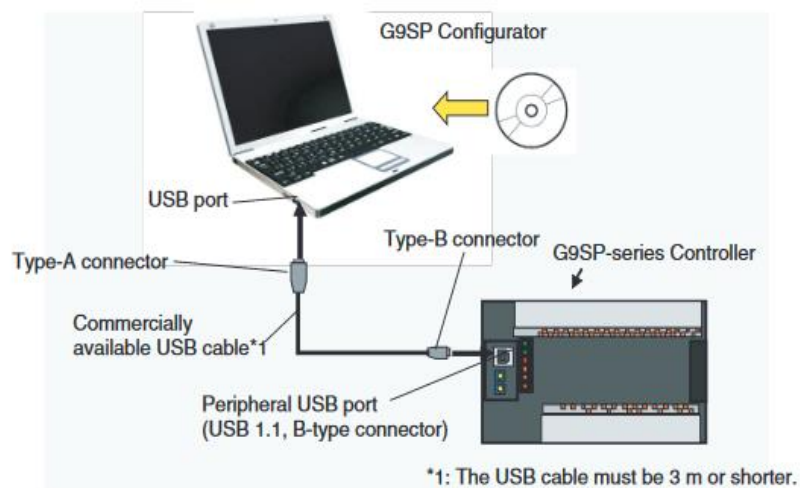 G9SP Configurator
USB port
Type-B connector
Type-A connector
G9SP-series Controller
Commercially
available USB cable*1
Peripheral USB port
(USB 1.1, B-type connector)
*1: The USB cable must be 3 m or shorter.